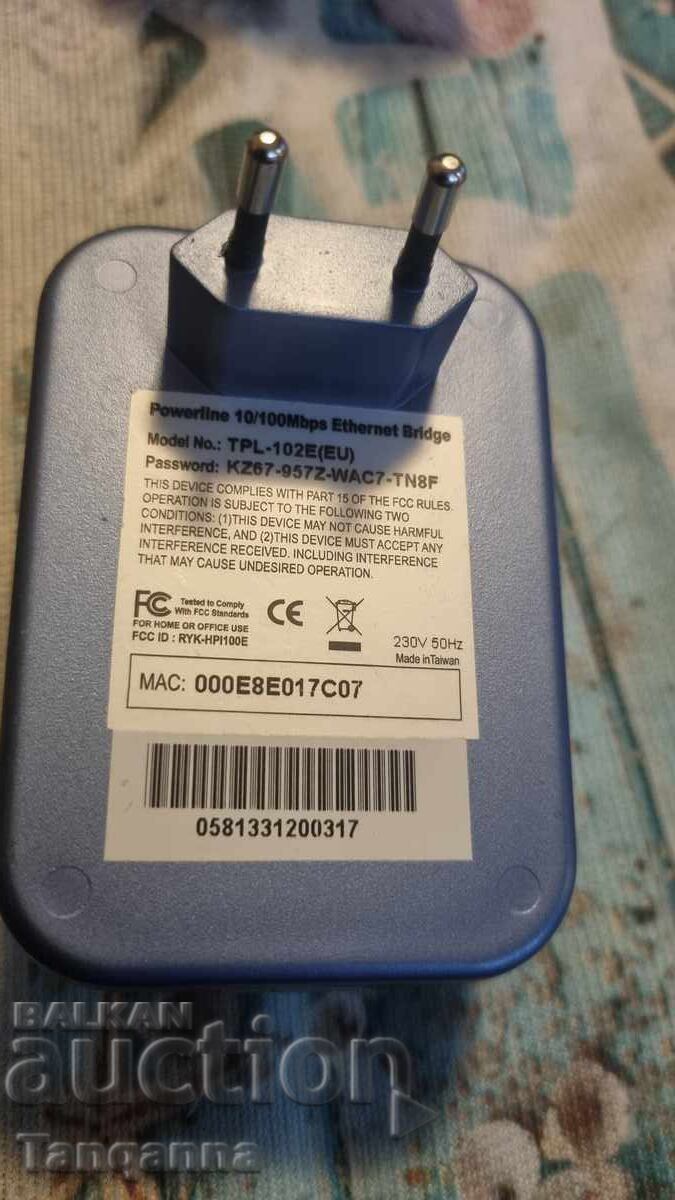 Powerline 10/100Mbps Ethernet Bridge
Model No.: TPL-102E(EU)
Password: KZ67-957Z-WAC7-TN8F
THIS DEVICE COMPLIES WITH PART 15 OF THE FCC RULES.
OPERATION IS SUBJECT TO THE FOLLOWING TWO
CONDITIONS: (1)THIS DEVICE MAY NOT CAUSE HARMFUL
INTERFERENCE, AND (2)THIS DEVICE MUST ACCEPT ANY
INTERFERENCE RECEIVED. INCLUDING INTERFERENCE
THAT MAY CAUSE UNDESIRED OPERATION.
FC Tested to Comply
With FCC Standards
FOR HOME OR OFFICE USE
FCC ID : RYK-HPI100E
CE
230V 50Hz
Made in Taiwan
MAC: 000E8E017C07
0581331200317
BALKAN
auction
Tanganna